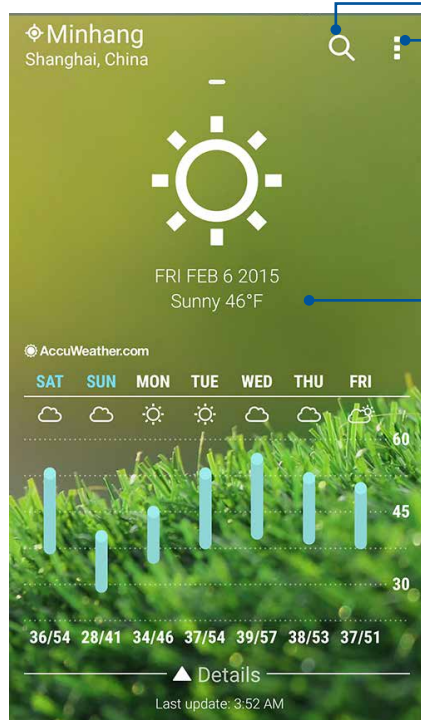 Minhang
Shanghai, China
FRI FEB 6 2015
Sunny 46°F
AccuWeather.com
SAT SUN MON TUE WED THU FRI
60
45
30
36/54 28/41 34/46 37/54 39/57 38/53 37/51
Details
Last update: 3:52 AM